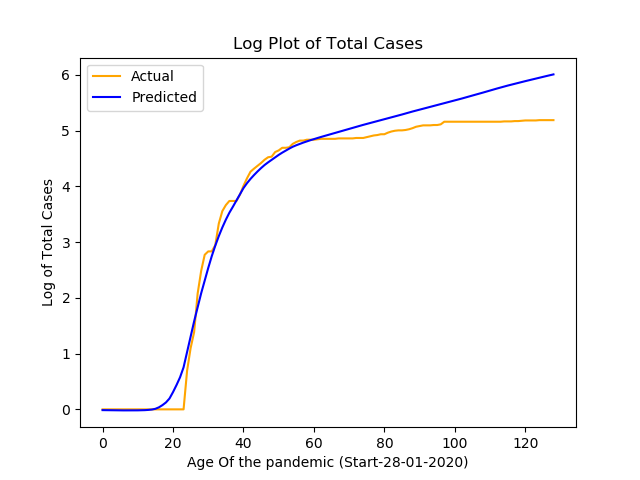 Log Plot of Total Cases
Actual
Predicted
6
5
4
3
2
1
0
Log of Total Cases
0 20 40 60 80 100 120
Age Of the pandemic (Start-28-01-2020)